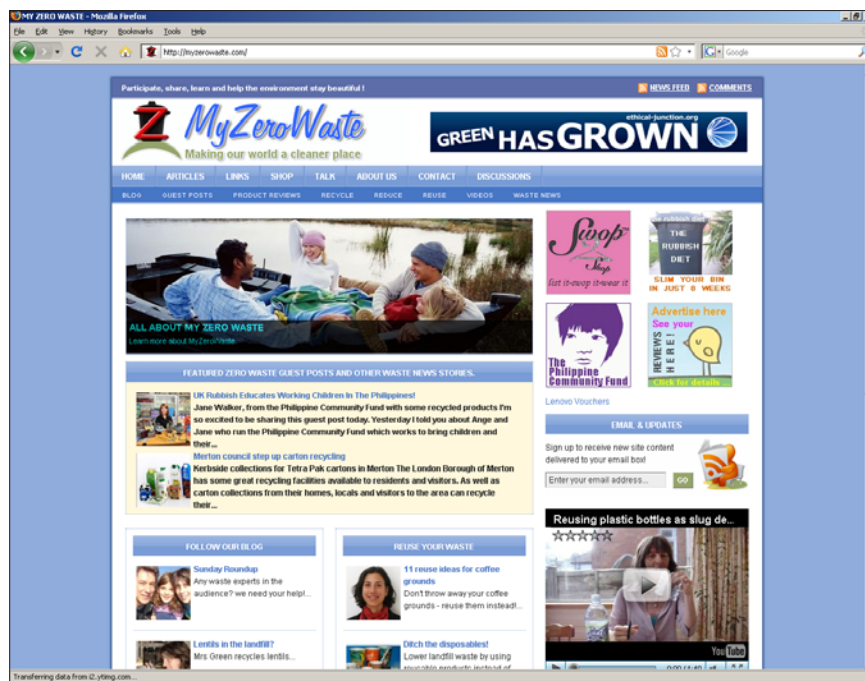 MY ZERO WASTE - Mozilla Firefox
File Edit View History Bookmarks Tools Help
http://myzerowaste.com/
Google
Participate, share, learn and help the environment stay beautiful !
NEWS FEED COMMENTS
Z MyZeroWaste
Making our world a cleaner place
ethical-junction.org
GREEN HAS GROWN
HOME ARTICLES LINKS SHOP TALK ABOUT US CONTACT DISCUSSIONS
BLOG GUEST POSTS PRODUCT REVIEWS RECYCLE REDUCE REUSE VIDEOS WASTE NEWS
ALL ABOUT MY ZERO WASTE
Learn more about MyZeroWaste
FEATURED ZERO WASTE GUEST POSTS AND OTHER WASTE NEWS STORIES.
UK Rubbish Educates Working Children In The Philippines!
Jane Walker, from the Philippine Community Fund with some recycled products I'm
so excited to be sharing this guest post today. Yesterday I told you about Ange and
Jane who run the Philippine Community Fund which works to bring children and
their...
Merton council step up carton recycling
Kerbside collections for Tetra Pak cartons in Merton The London Borough of Merton
has some great recycling facilities available to residents and visitors. As well as
carton collections from their homes, locals and visitors to the area can recycle
their...
FOLLOW OUR BLOG
Sunday Roundup
Any waste experts in the
audience? we need your help!...
Lentils in the landfill?
Mrs Green recycles lentils...
REUSE YOUR WASTE
11 reuse ideas for coffee
grounds
Don't throw away your coffee
grounds - reuse them instead!...
Ditch the disposables!
Lower landfill waste by using
reusable products instead of
Swop
2
Shop
list it-swop it-wear it
the rubbish diet
THE
RUBBISH
DIET
SLIM YOUR BIN
IN JUST 8 WEEKS
The
Philippine
Community Fund
Advertise here
See your
REVIEWS
HERE!
Click for details ...
Lenovo Vouchers
EMAIL & UPDATES
Sign up to receive new site content
delivered to your email box!
Enter your email address...
GO
Reusing plastic bottles as slug de...
YouTube
Transferring data from i2.ytimg.com...